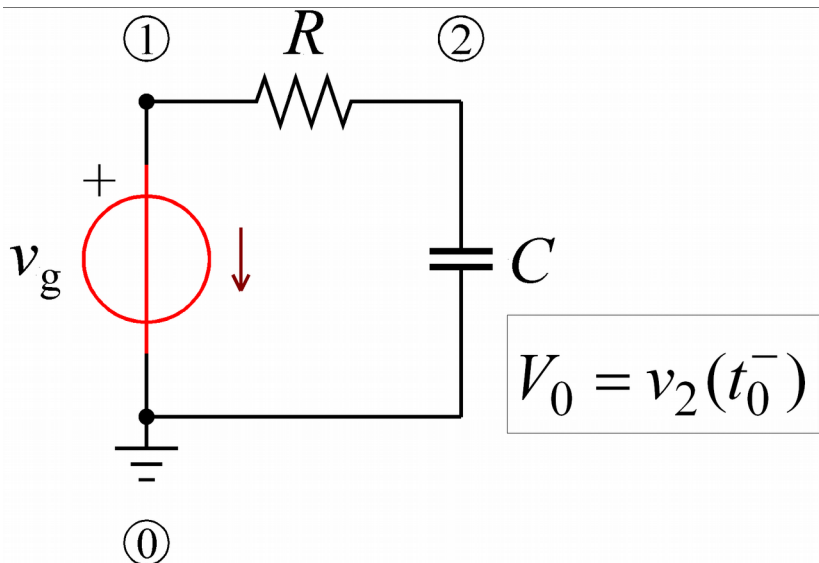 ① R ②
+
v_g
C
V_0 = v_2(t_0^-)
⓪